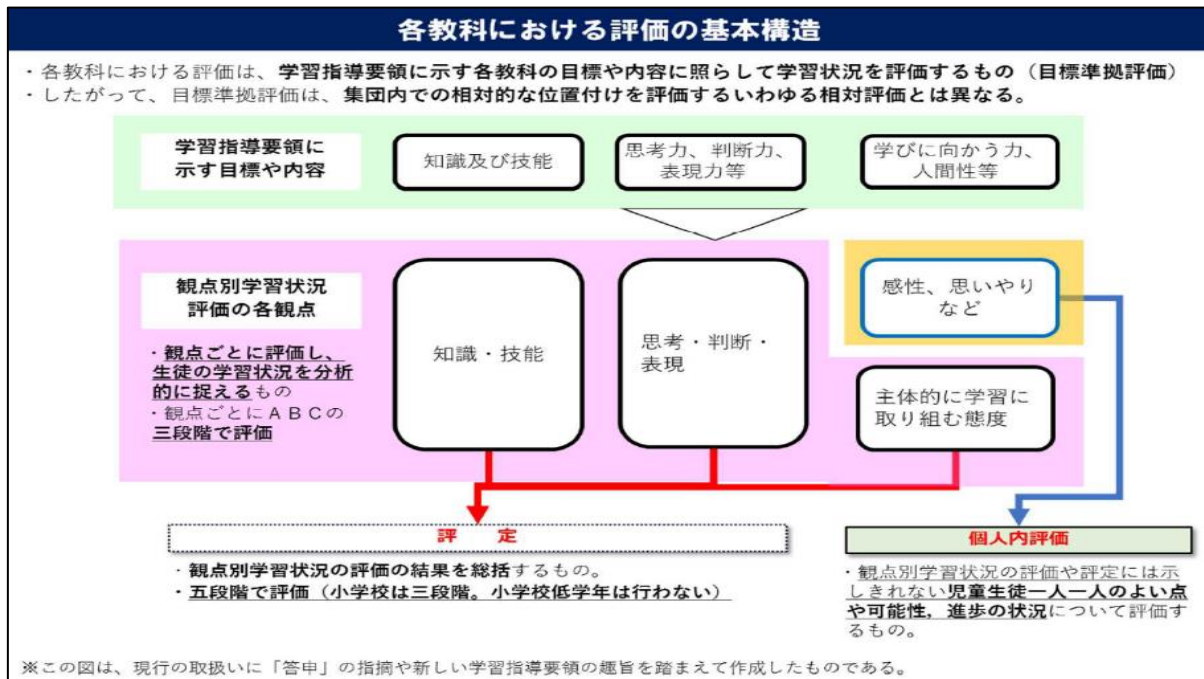 各教科における評価の基本構造
・各教科における評価は、学習指導要領に示す各教科の目標や内容に照らして学習状況を評価するもの（目標準拠評価）
・したがって、目標準拠評価は、集団内での相対的な位置付けを評価するいわゆる相対評価とは異なる。
学習指導要領に
示す目標や内容
知識及び技能
思考力、判断力、
表現力等
学びに向かう力、
人間性等
観点別学習状況
評価の各観点
・観点ごとに評価し、
生徒の学習状況を分析
的に捉えるもの
・観点ごとにＡＢＣの
三段階で評価
知識・技能
思考・判断・
表現
感性、思いやり
など
主体的に学習に
取り組む態度
評　定
・観点別学習状況の評価の結果を総括するもの。
・五段階で評価（小学校は三段階。小学校低学年は行わない）
個人内評価
・観点別学習状況の評価や評定には示
しきれない児童生徒一人一人のよい点
や可能性，進歩の状況について評価す
るもの。
※この図は、現行の取扱いに「答申」の指摘や新しい学習指導要領の趣旨を踏まえて作成したものである。